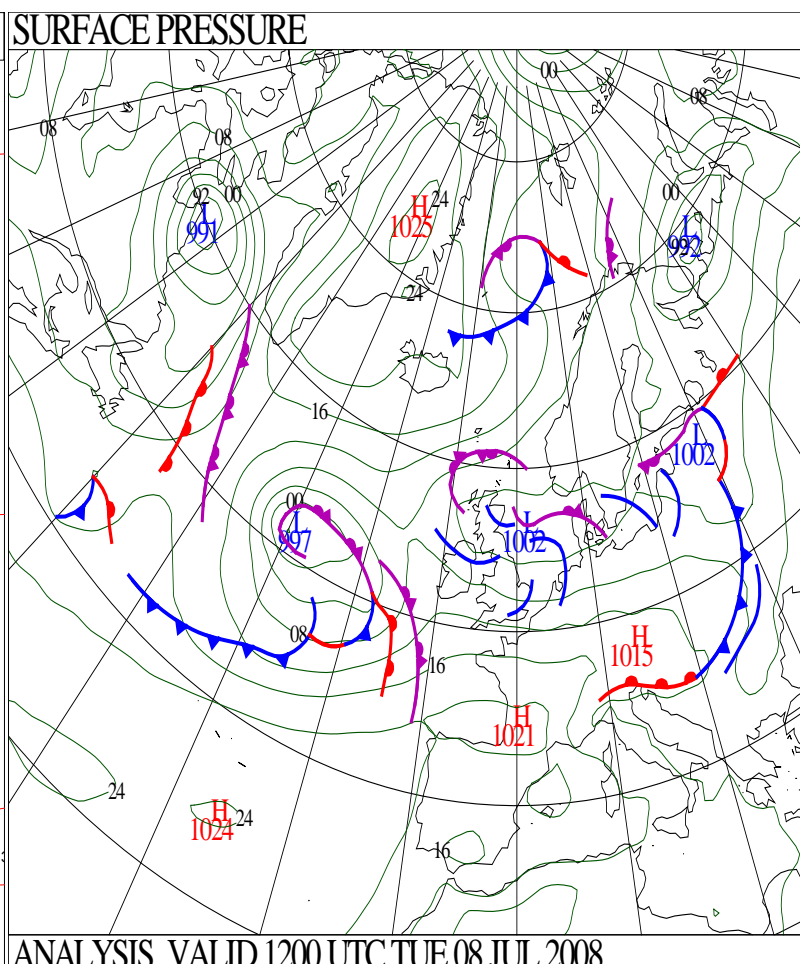 SURFACE PRESSURE
00
08
08
08
92 00
L
991
H 24
1025
00
L
992
24
16
00
L
997
L
1002
L
1002
08
H
1015
16
H
1021
24
H 24
1024
16
ANALYSIS VALID 1200 UTC TUE 08 JUL 2008